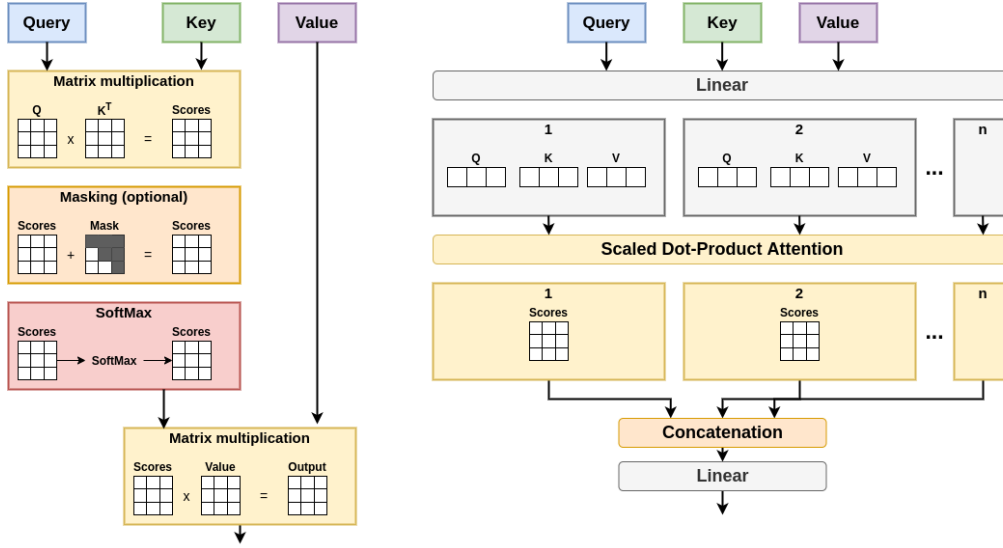 Query
Key
Value
Matrix multiplication
Q
K^T
Scores
x
=
Masking (optional)
Scores
Mask
Scores
+
=
SoftMax
Scores
Scores
SoftMax
Matrix multiplication
Scores
Value
Output
x
=
Query
Key
Value
Linear
1
2
n
Q
K
V
Q
K
V
...
Scaled Dot-Product Attention
1
2
n
Scores
Scores
...
Concatenation
Linear